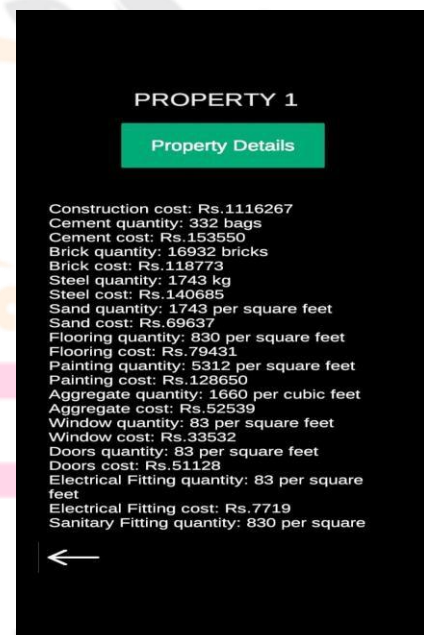 PROPERTY 1
Property Details
Construction cost: Rs.1116267
Cement quantity: 332 bags
Cement cost: Rs.153550
Brick quantity: 16932 bricks
Brick cost: Rs.118773
Steel quantity: 1743 kg
Steel cost: Rs.140685
Sand quantity: 1743 per square feet
Sand cost: Rs.69637
Flooring quantity: 830 per square feet
Flooring cost: Rs.79431
Painting quantity: 5312 per square feet
Painting cost: Rs.128650
Aggregate quantity: 1660 per cubic feet
Aggregate cost: Rs.52539
Window quantity: 83 per square feet
Window cost: Rs.33532
Doors quantity: 83 per square feet
Doors cost: Rs.51128
Electrical Fitting quantity: 83 per square
feet
Electrical Fitting cost: Rs.7719
Sanitary Fitting quantity: 830 per square